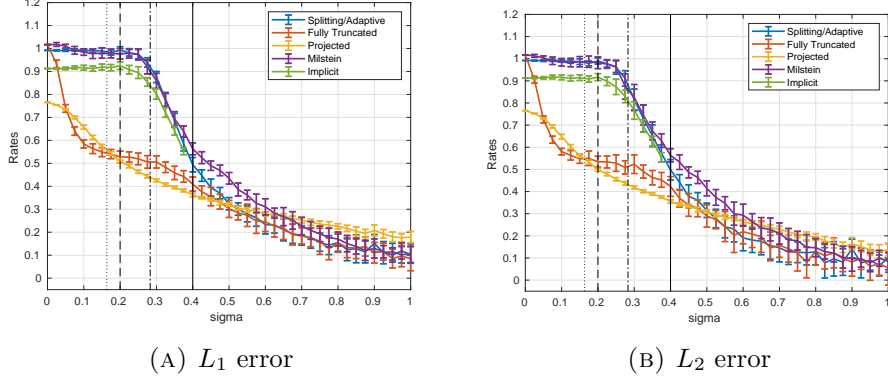 1.2
1.1
1
0.9
0.8
0.7
0.6
0.5
0.4
0.3
0.2
0.1
0
Rates
0 0.1 0.2 0.3 0.4 0.5 0.6 0.7 0.8 0.9 1
sigma
Splitting/Adaptive
Fully Truncated
Projected
Milstein
Implicit
(A) L₁ error
1.2
1.1
1
0.9
0.8
0.7
0.6
0.5
0.4
0.3
0.2
0.1
0
Rates
0 0.1 0.2 0.3 0.4 0.5 0.6 0.7 0.8 0.9 1
sigma
Splitting/Adaptive
Fully Truncated
Projected
Milstein
Implicit
(B) L₂ error